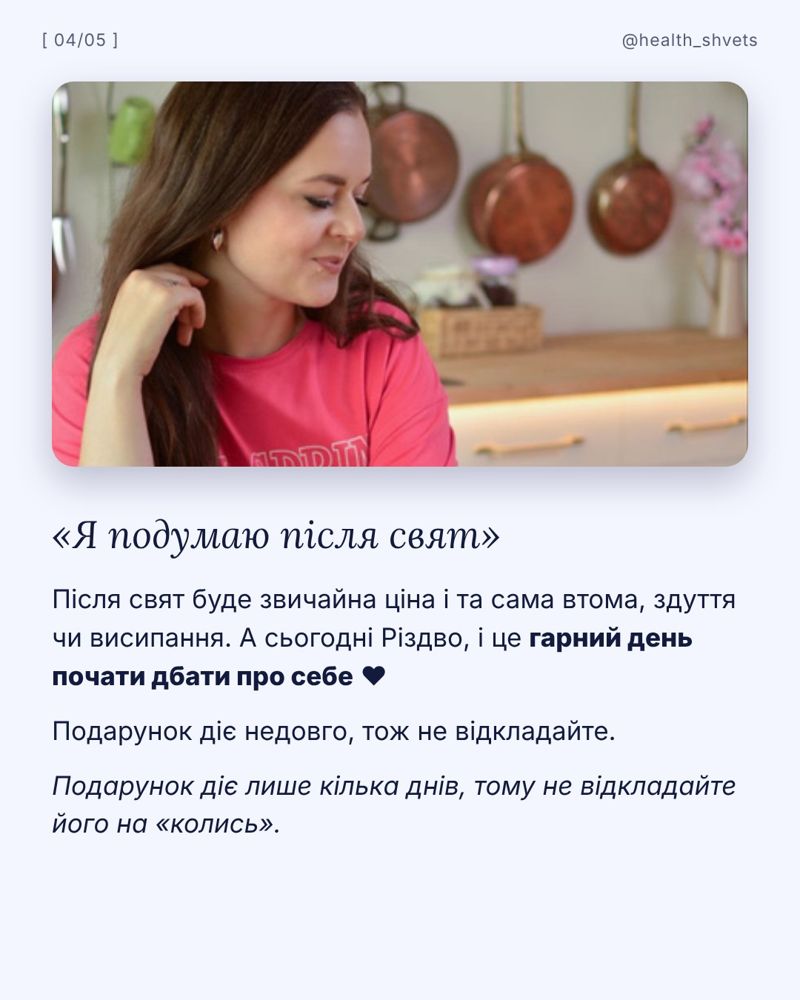 [ 04/05 ]
@health_shvets
«Я подумаю після свят»
Після свят буде звичайна ціна і та сама втома, здуття
чи висипання. А сьогодні Різдво, і це гарний день
почати дбати про себе ♥
Подарунок діє недовго, тож не відкладайте.
Подарунок діє лише кілька днів, тому не відкладайте
його на «колись».